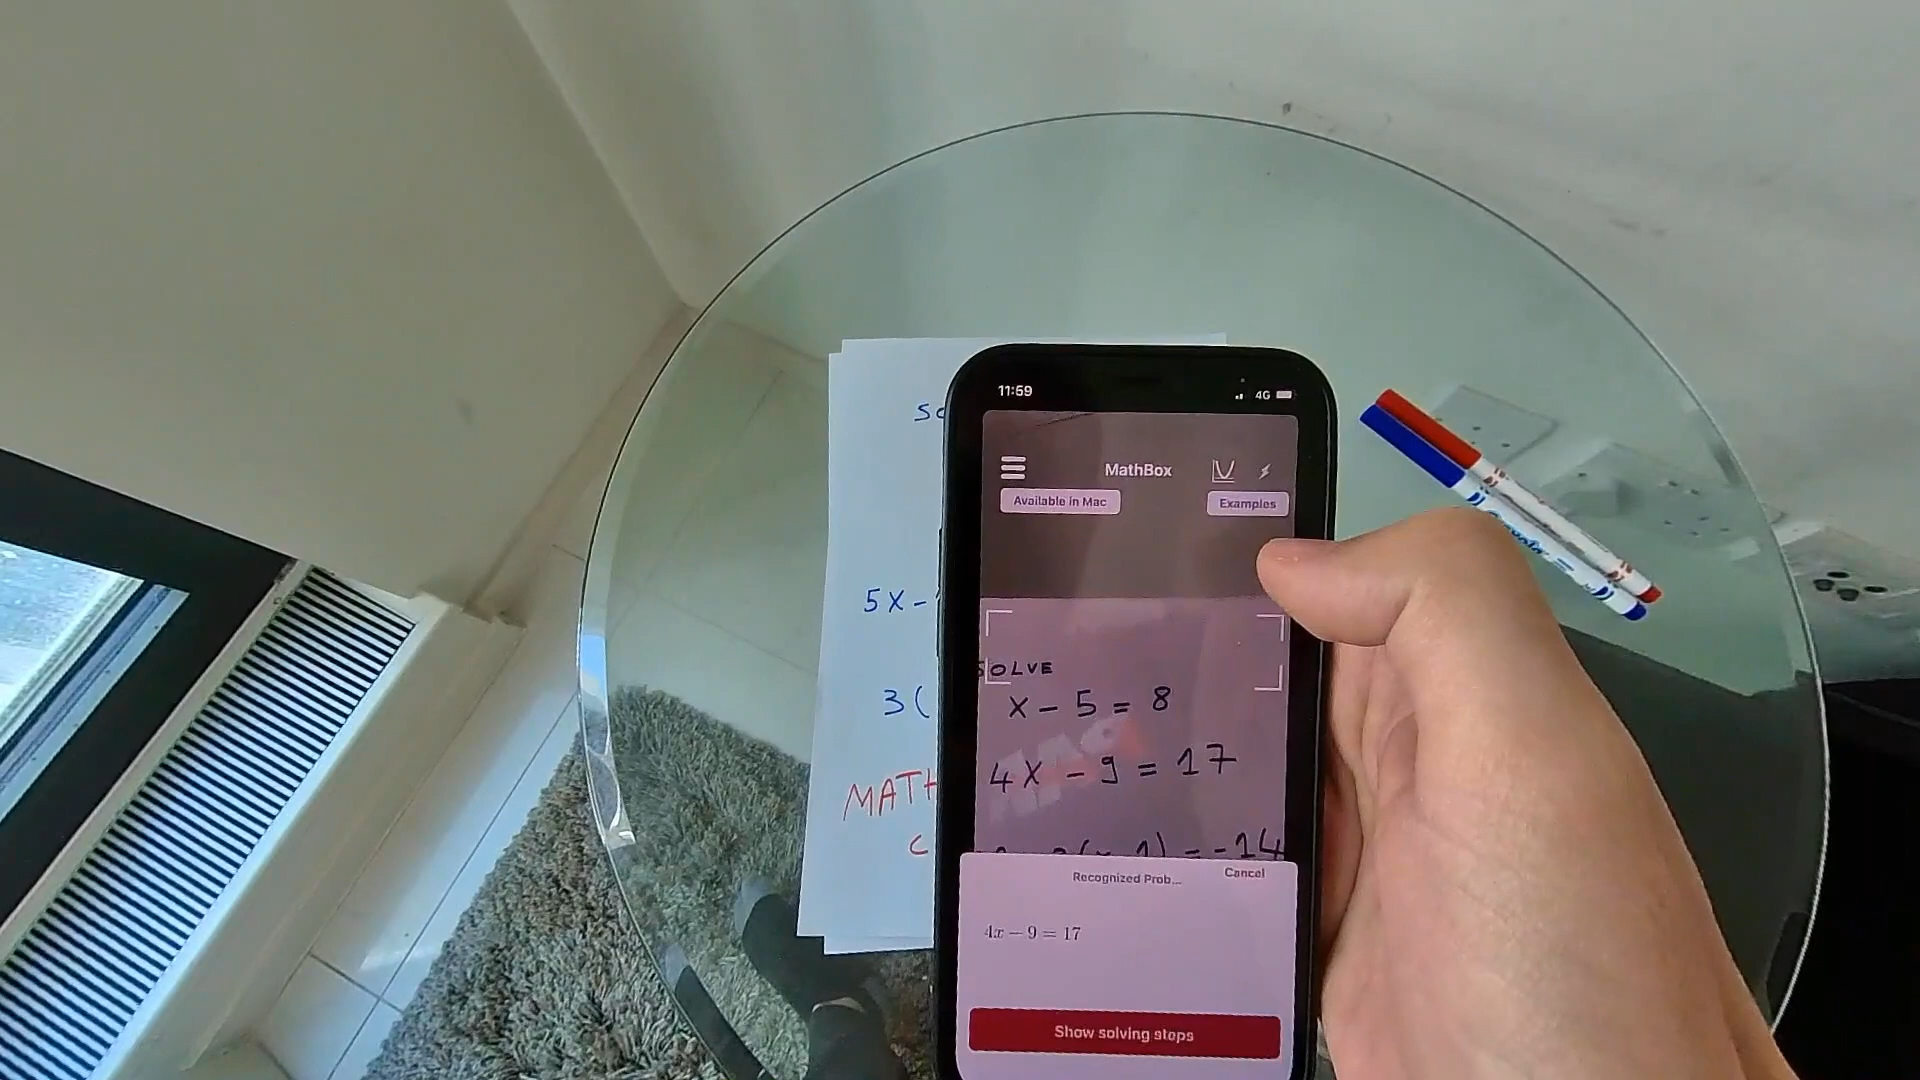 11:59
4G
MathBox
Available in Mac
Examples
SOLVE
x - 5 = 8
4x - 9 = 17
= -14
Recognized Prob...
Cancel
4x − 9 = 17
Show solving steps
5x -
3(
MATH
C